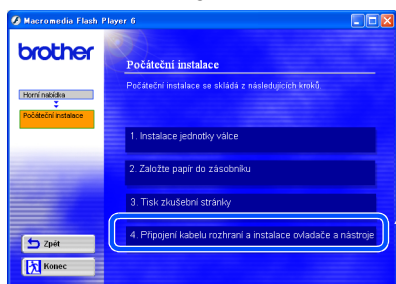 Macromedia Flash Player 6
brother
Počáteční instalace
Počáteční instalace se skládá z následujících kroků.
Horní nabídka
Počáteční instalace
1. Instalace jednotky válce
2. Založte papír do zásobníku
3. Tisk zkušební stránky
4. Připojení kabelu rozhraní a instalace ovladače a nástroje
Zpět
Konec